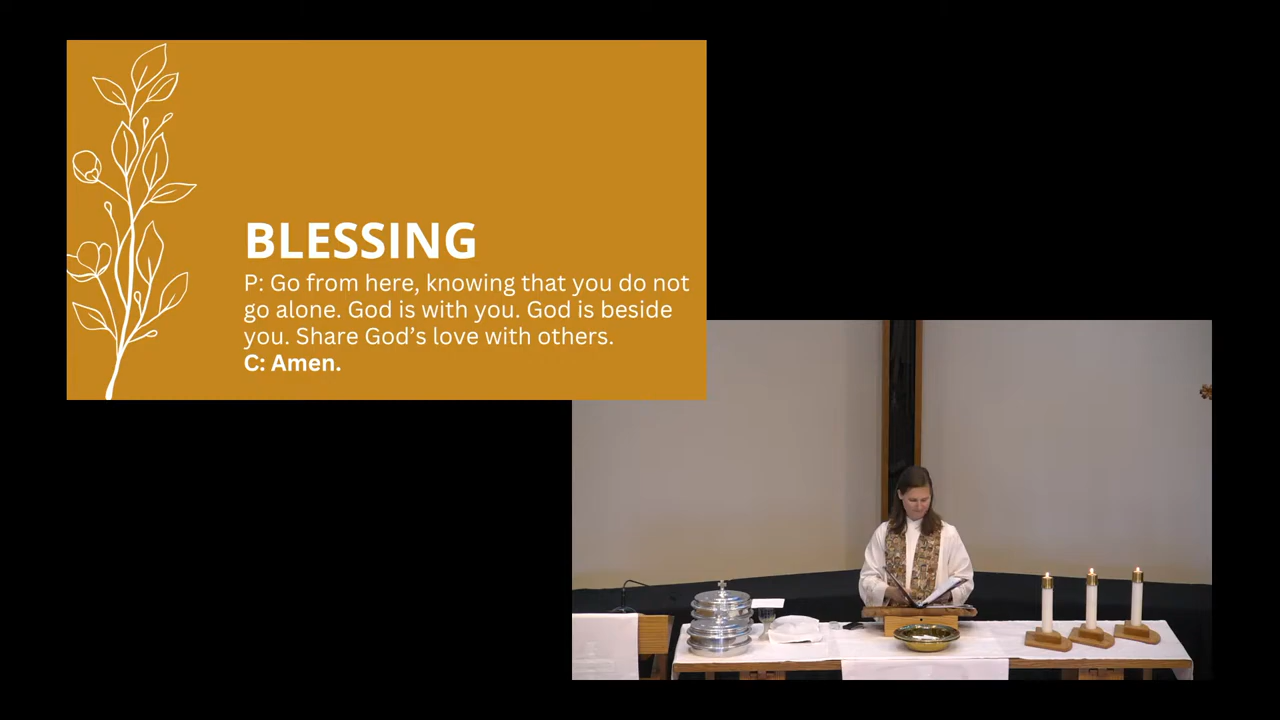 BLESSING
P: Go from here, knowing that you do not
go alone. God is with you. God is beside
you. Share God’s love with others.
C: Amen.